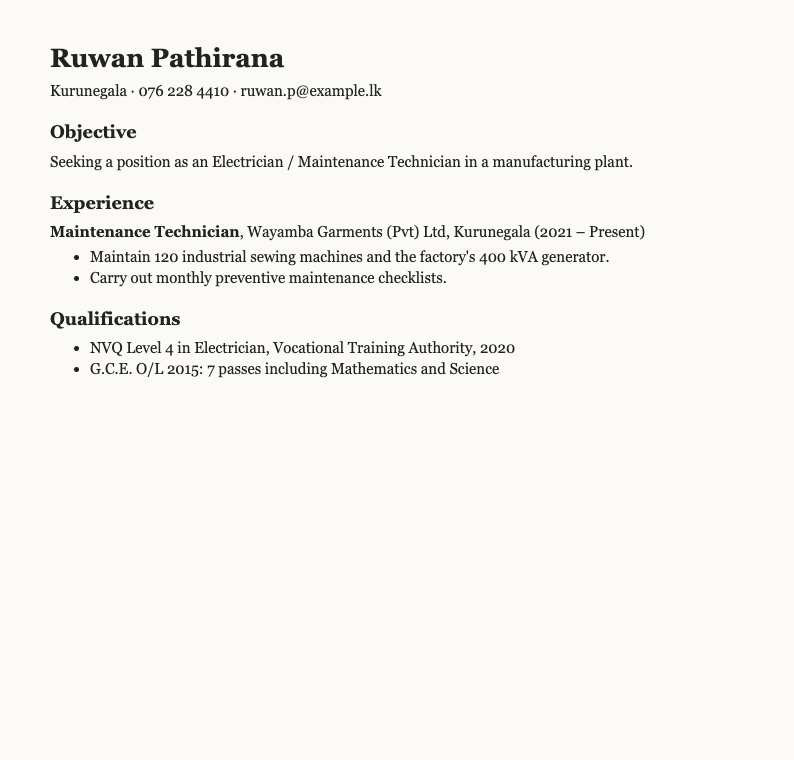 Ruwan Pathirana
Kurunegala · 076 228 4410 · ruwan.p@example.lk
Objective
Seeking a position as an Electrician / Maintenance Technician in a manufacturing plant.
Experience
Maintenance Technician, Wayamba Garments (Pvt) Ltd, Kurunegala (2021 – Present)
• Maintain 120 industrial sewing machines and the factory's 400 kVA generator.
• Carry out monthly preventive maintenance checklists.
Qualifications
• NVQ Level 4 in Electrician, Vocational Training Authority, 2020
• G.C.E. O/L 2015: 7 passes including Mathematics and Science